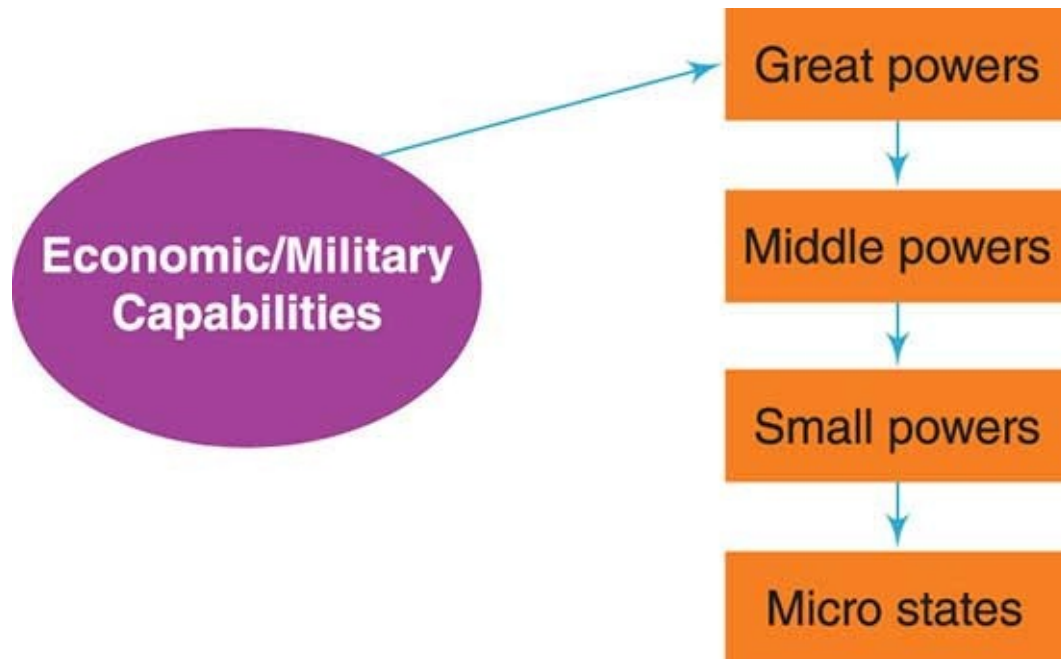 Economic/Military
Capabilities
Great powers
Middle powers
Small powers
Micro states